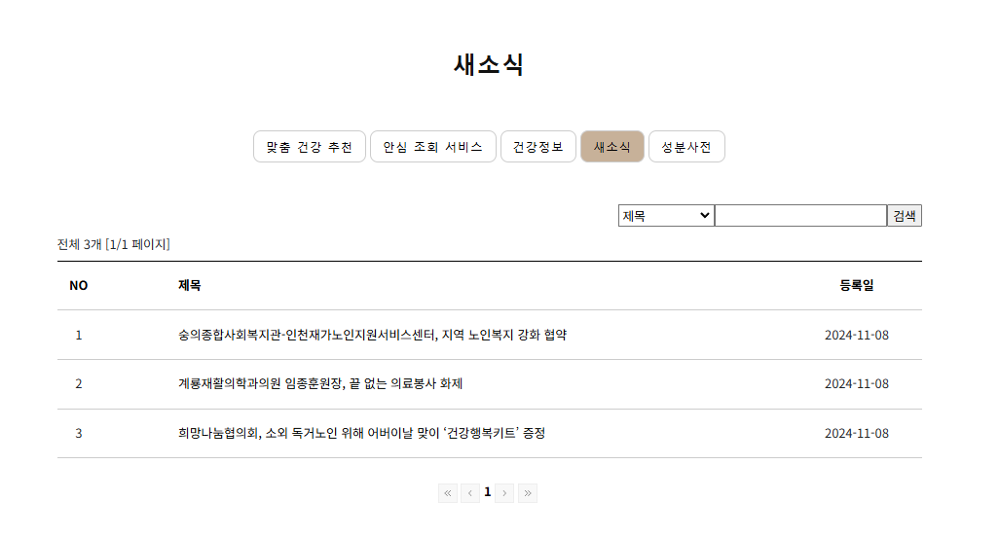 새소식
맞춤 건강 추천 안심 조회 서비스 건강정보 새소식 성분사전
제목 검색
전체 3개 [1/1 페이지]
NO 제목 등록일
1 숭의종합사회복지관-인천재가노인지원서비스센터, 지역 노인복지 강화 협약 2024-11-08
2 계룡재활의학과의원 임종훈원장, 끝 없는 의료봉사 화제 2024-11-08
3 희망나눔협의회, 소외 독거노인 위해 어버이날 맞이 ‘건강행복키트’ 증정 2024-11-08
« ‹ 1 › »